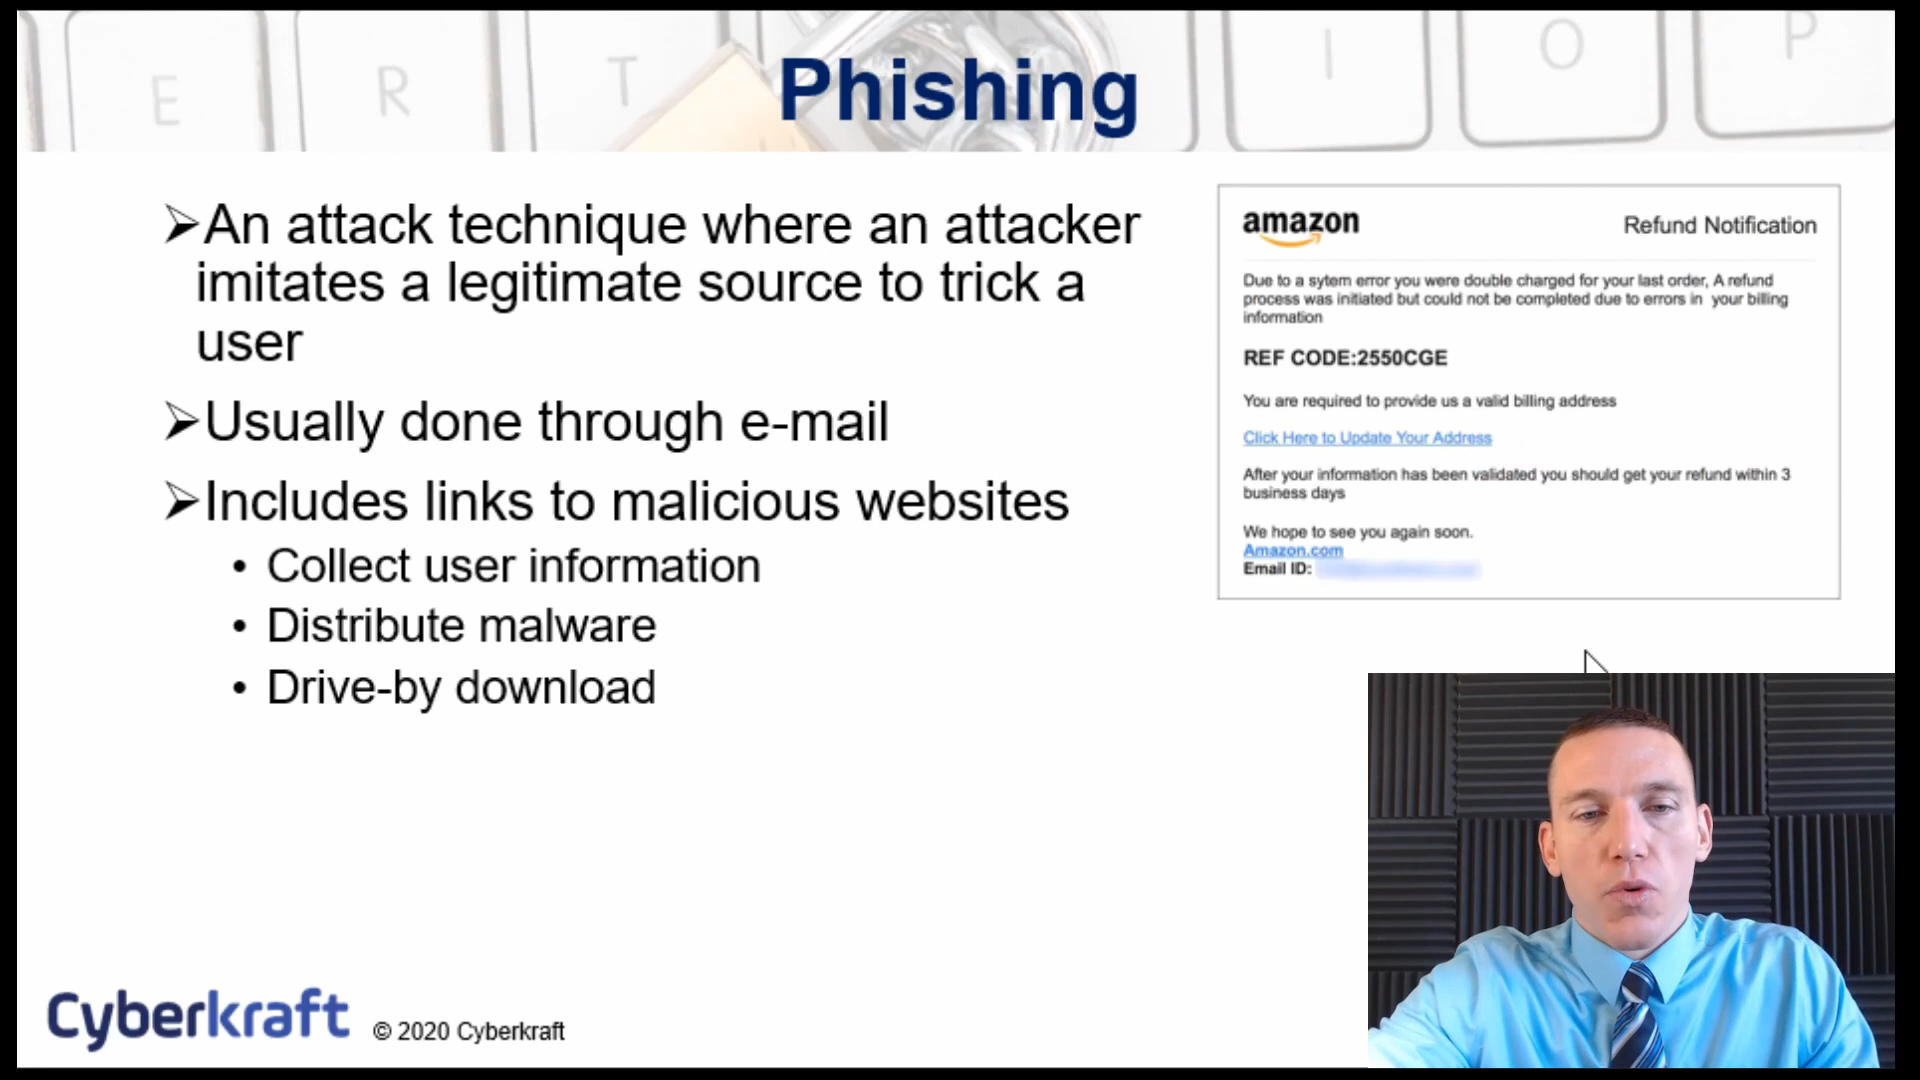 E R T I O P
Phishing
➢An attack technique where an attacker
imitates a legitimate source to trick a
user
➢Usually done through e-mail
➢Includes links to malicious websites
• Collect user information
• Distribute malware
• Drive-by download
amazon
Refund Notification
Due to a sytem error you were double charged for your last order, A refund
process was initiated but could not be completed due to errors in your billing
information
REF CODE:2550CGE
You are required to provide us a valid billing address
Click Here to Update Your Address
After your information has been validated you should get your refund within 3
business days
We hope to see you again soon.
Amazon.com
Email ID:
Cyberkraft
© 2020 Cyberkraft